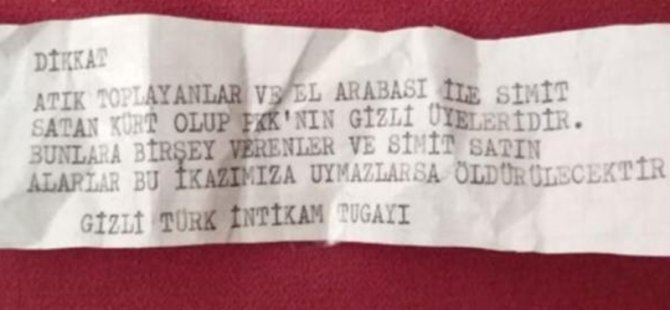 DİKKAT
ATIK TOPLAYANLAR VE EL ARABASI İLE SİMİT
SATAN KÜRT OLUP PKK'NIN GİZLİ ÜYELERİDİR.
BUNLARA BİRŞEY VERENLER VE SİMİT SATIN
ALARLAR BU İKAZIMIZA UYMAZLARSA ÖLDÜRÜLECEKTİR
GİZLİ TÜRK İNTİKAM TUGAYI